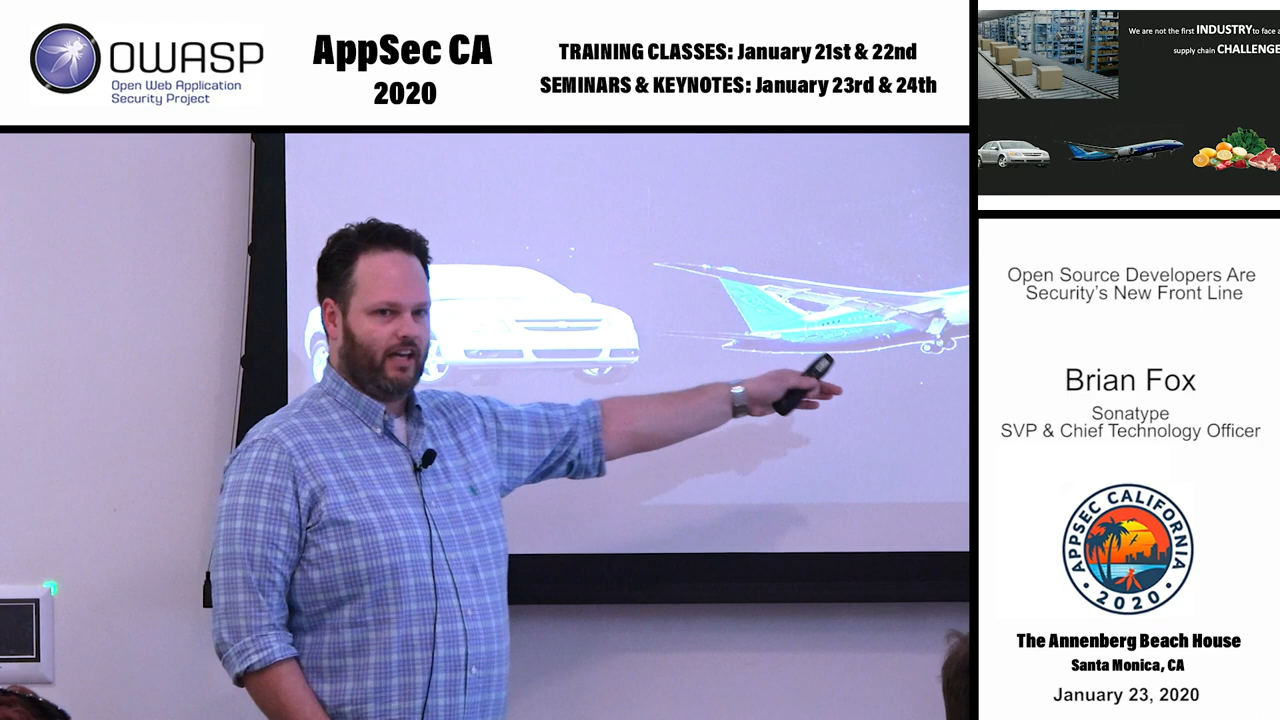 OWASP
Open Web Application
Security Project
AppSec CA
2020
TRAINING CLASSES: January 21st & 22nd
SEMINARS & KEYNOTES: January 23rd & 24th
We are not the first INDUSTRY to face a
supply chain CHALLENGE
Open Source Developers Are
Security's New Front Line
Brian Fox
Sonatype
SVP & Chief Technology Officer
APPSEC CALIFORNIA
• 2020 •
The Annenberg Beach House
Santa Monica, CA
January 23, 2020